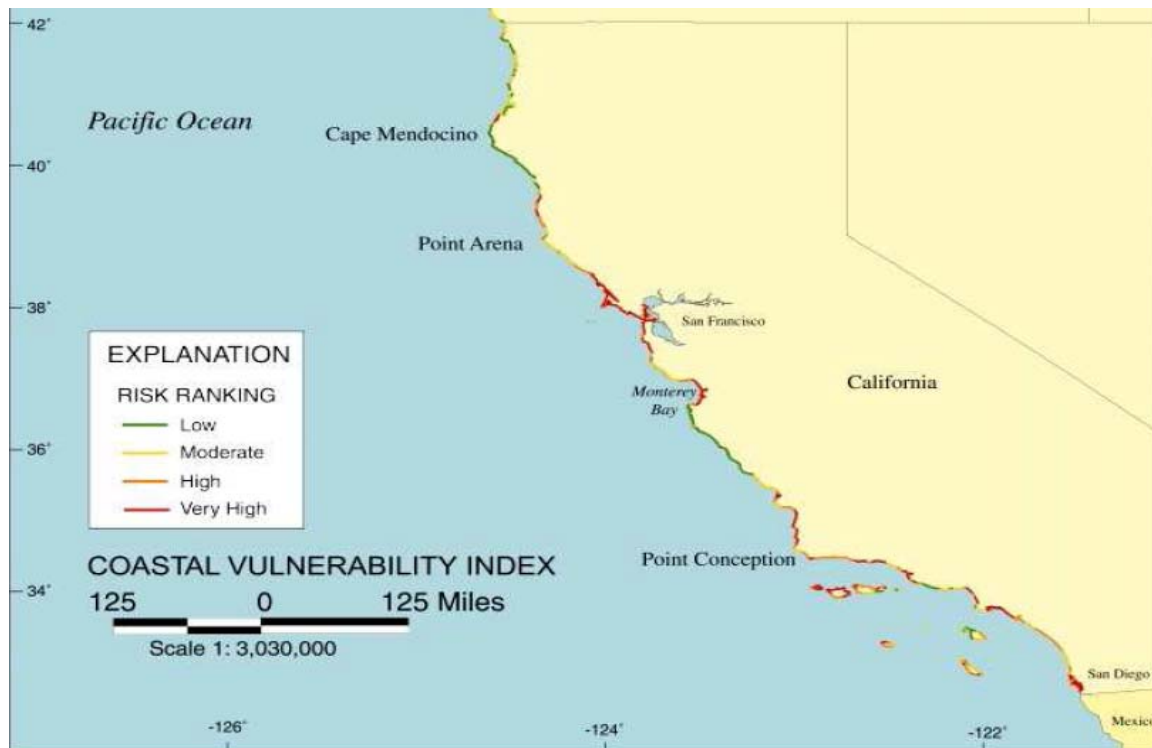 42°
Pacific Ocean
Cape Mendocino
40°
Point Arena
38°
San Francisco
EXPLANATION
RISK RANKING
Low
Moderate
High
Very High
California
Monterey
Bay
36°
Point Conception
COASTAL VULNERABILITY INDEX
125 0 125 Miles
34°
Scale 1: 3,030,000
San Diego
Mexico
-126°
-124°
-122°